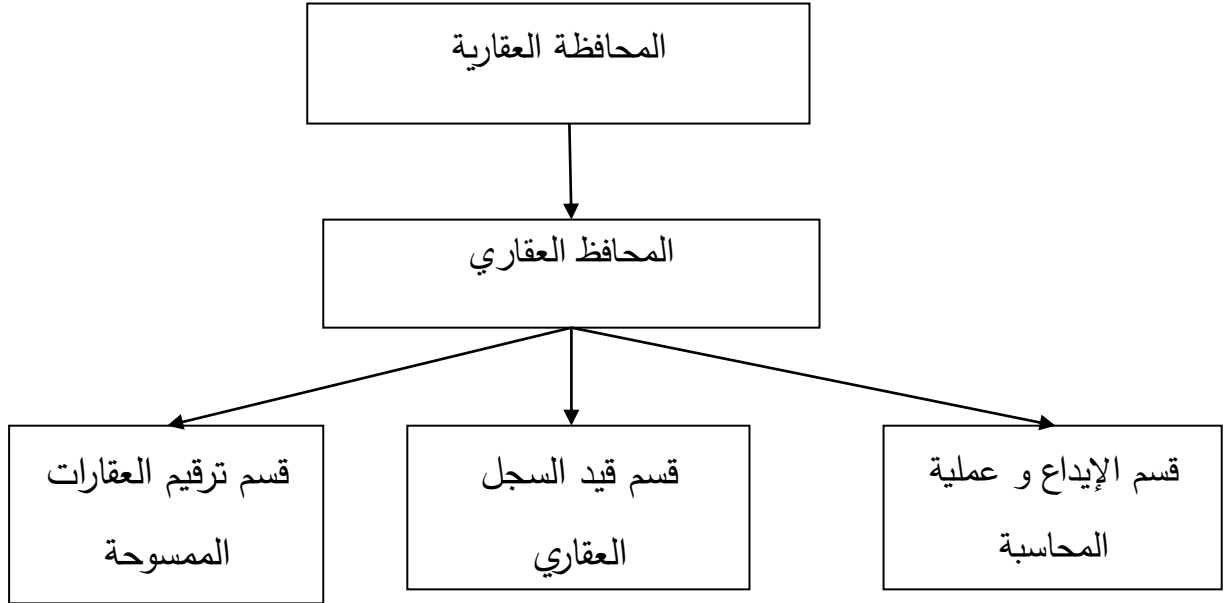 المحافظة العقارية
المحافظ العقاري
قسم الإيداع و عملية
المحاسبة
قسم قيد السجل
العقاري
قسم ترقيم العقارات
الممسوحة